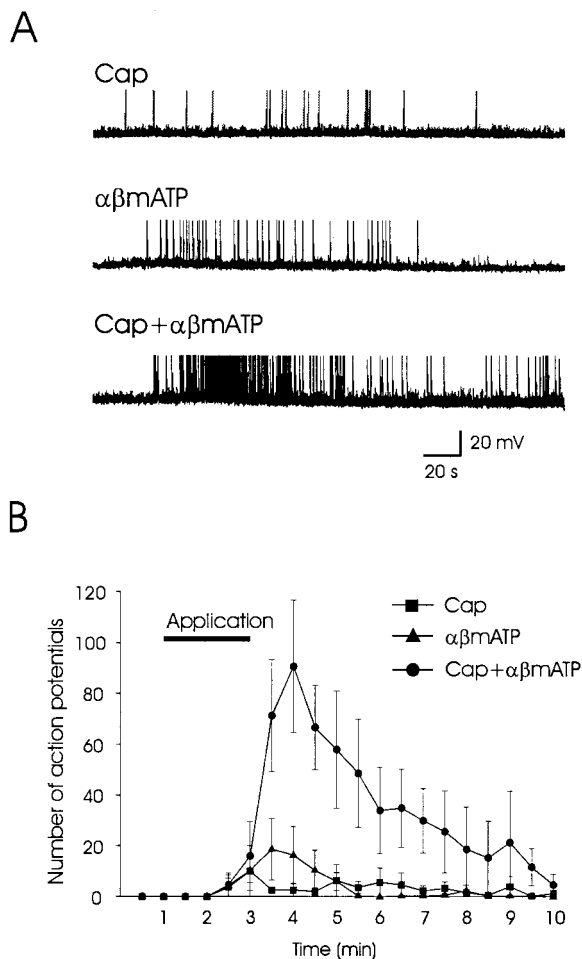 A
Cap
αβmATP
Cap+αβmATP
20 mV
20 s
B
120
100
80
60
40
20
0
Number of action potentials
Application
Cap
αβmATP
Cap+αβmATP
1 2 3 4 5 6 7 8 9 10
Time (min)